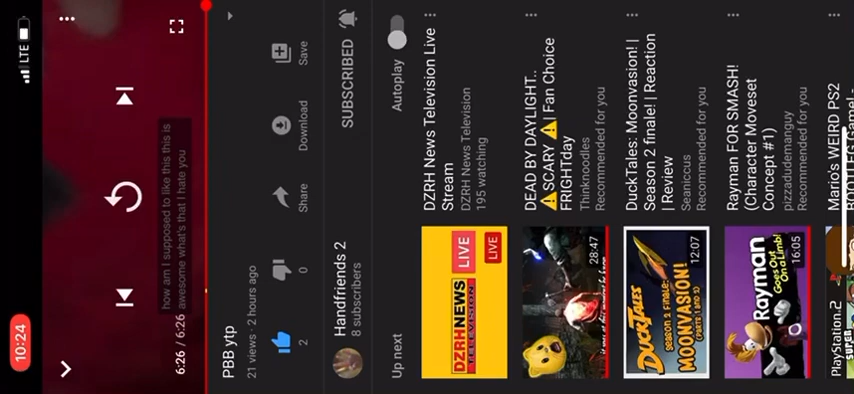 10:24
LTE
how am I supposed to like this this is
awesome what's that I hate you
6:26 / 6:26
PBB ytp
21 views · 2 hours ago
2
0
Share
Download
Save
Handfriends 2
8 subscribers
SUBSCRIBED
Up next
Autoplay
DZRH NEWS
TELEVISION
LIVE
LIVE
DZRH News Television Live
Stream
DZRH News Television
195 watching
28:47
DEAD BY DAYLIGHT..
⚠SCARY ⚠| Fan Choice
FRIGHTday
Thinknoodles
Recommended for you
DUCKTALES
SEASON 2 FINALE:
MOONVASION!
(PARTS 1 AND 2)
12:07
DuckTales: Moonvasion! |
Season 2 finale! | Reaction
| Review
Seaniccus
Recommended for you
Rayman
Goes Out
On a Limb!
16:05
Rayman FOR SMASH!
(Character Moveset
Concept #1)
pizzadudemanguy
Recommended for you
PlayStation.2
SUPER
Mario's WEIRD PS2